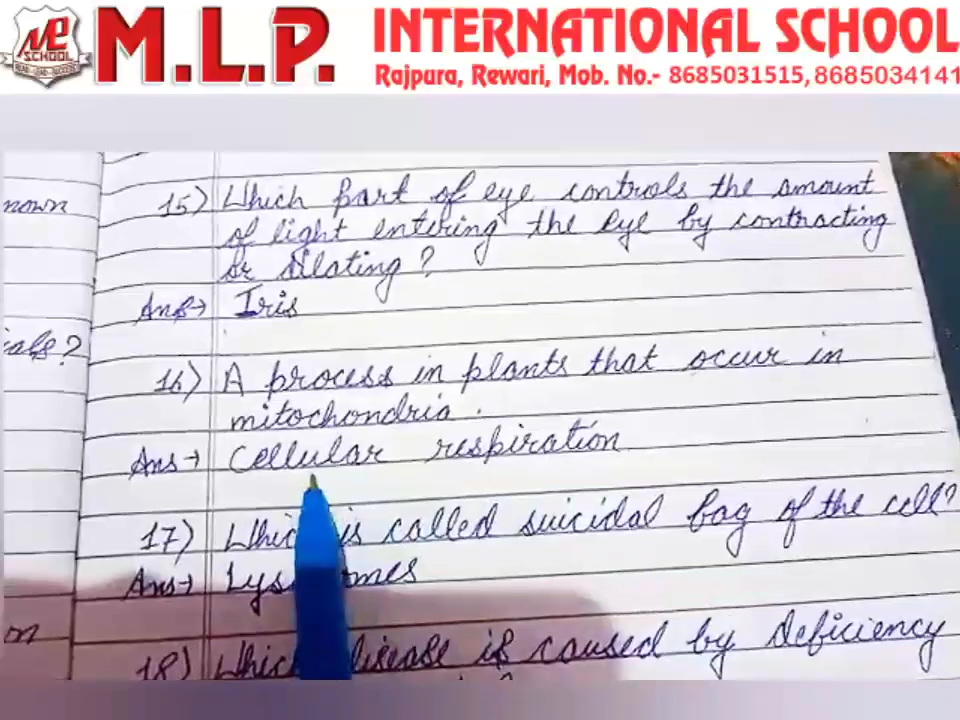 M.L.P. INTERNATIONAL SCHOOL
SCHOOL
Rajpura, Rewari, Mob. No.- 8685031515, 8685034141
nown
15) Which part of eye controls the amount
of light entering the eye by contracting
or dilating?
Ans→ Iris
ials?
16) A process in plants that occur in
mitochondria.
Ans→ Cellular respiration
17) is called suicidal bag of the cell?
Ans→
18) disease is caused by deficiency